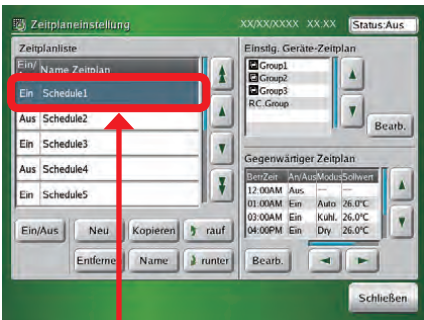 Zeitplaneinstellung XX/XX/XXXX XX:XX Status:Aus
Zeitplanliste
Ein/ Name Zeitplan
Ein Schedule1
Aus Schedule2
Ein Schedule3
Aus Schedule4
Ein Schedule5
Ein/Aus Neu Kopieren rauf
Entferne Name runter
Einstlg. Geräte-Zeitplan
Group1
Group2
Group3
RC.Group
Bearb.
Gegenwärtiger Zeitplan
BetrZeit An/Aus Modus Sollwert
12:00AM Aus --- ---
01:00AM Ein Auto 26.0°C
03:00AM Ein Kühl. 26.0°C
04:00PM Ein Dry 26.0°C
Bearb.
Schließen